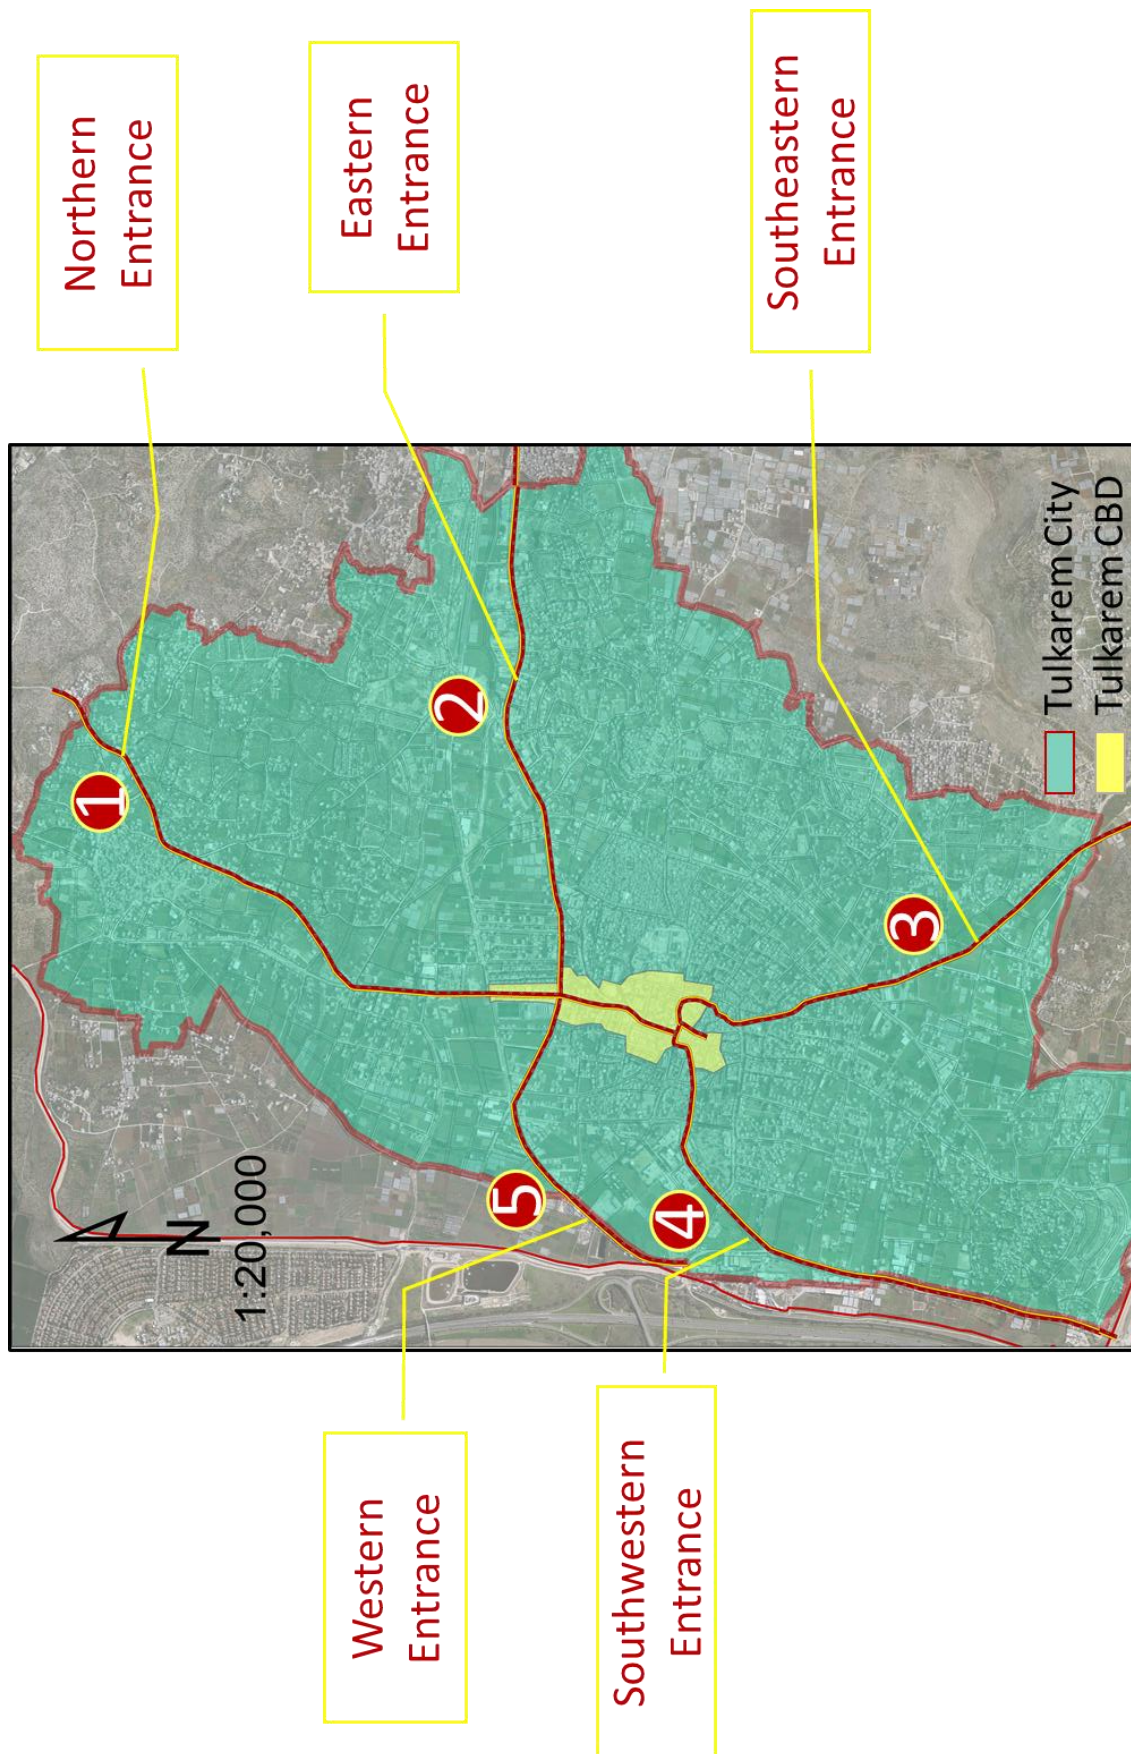 Northern
Entrance
Eastern
Entrance
Southeastern
Entrance
1
2
3
5
4
N
1:20,000
Tulkarem City
Tulkarem CBD
Western
Entrance
Southwestern
Entrance